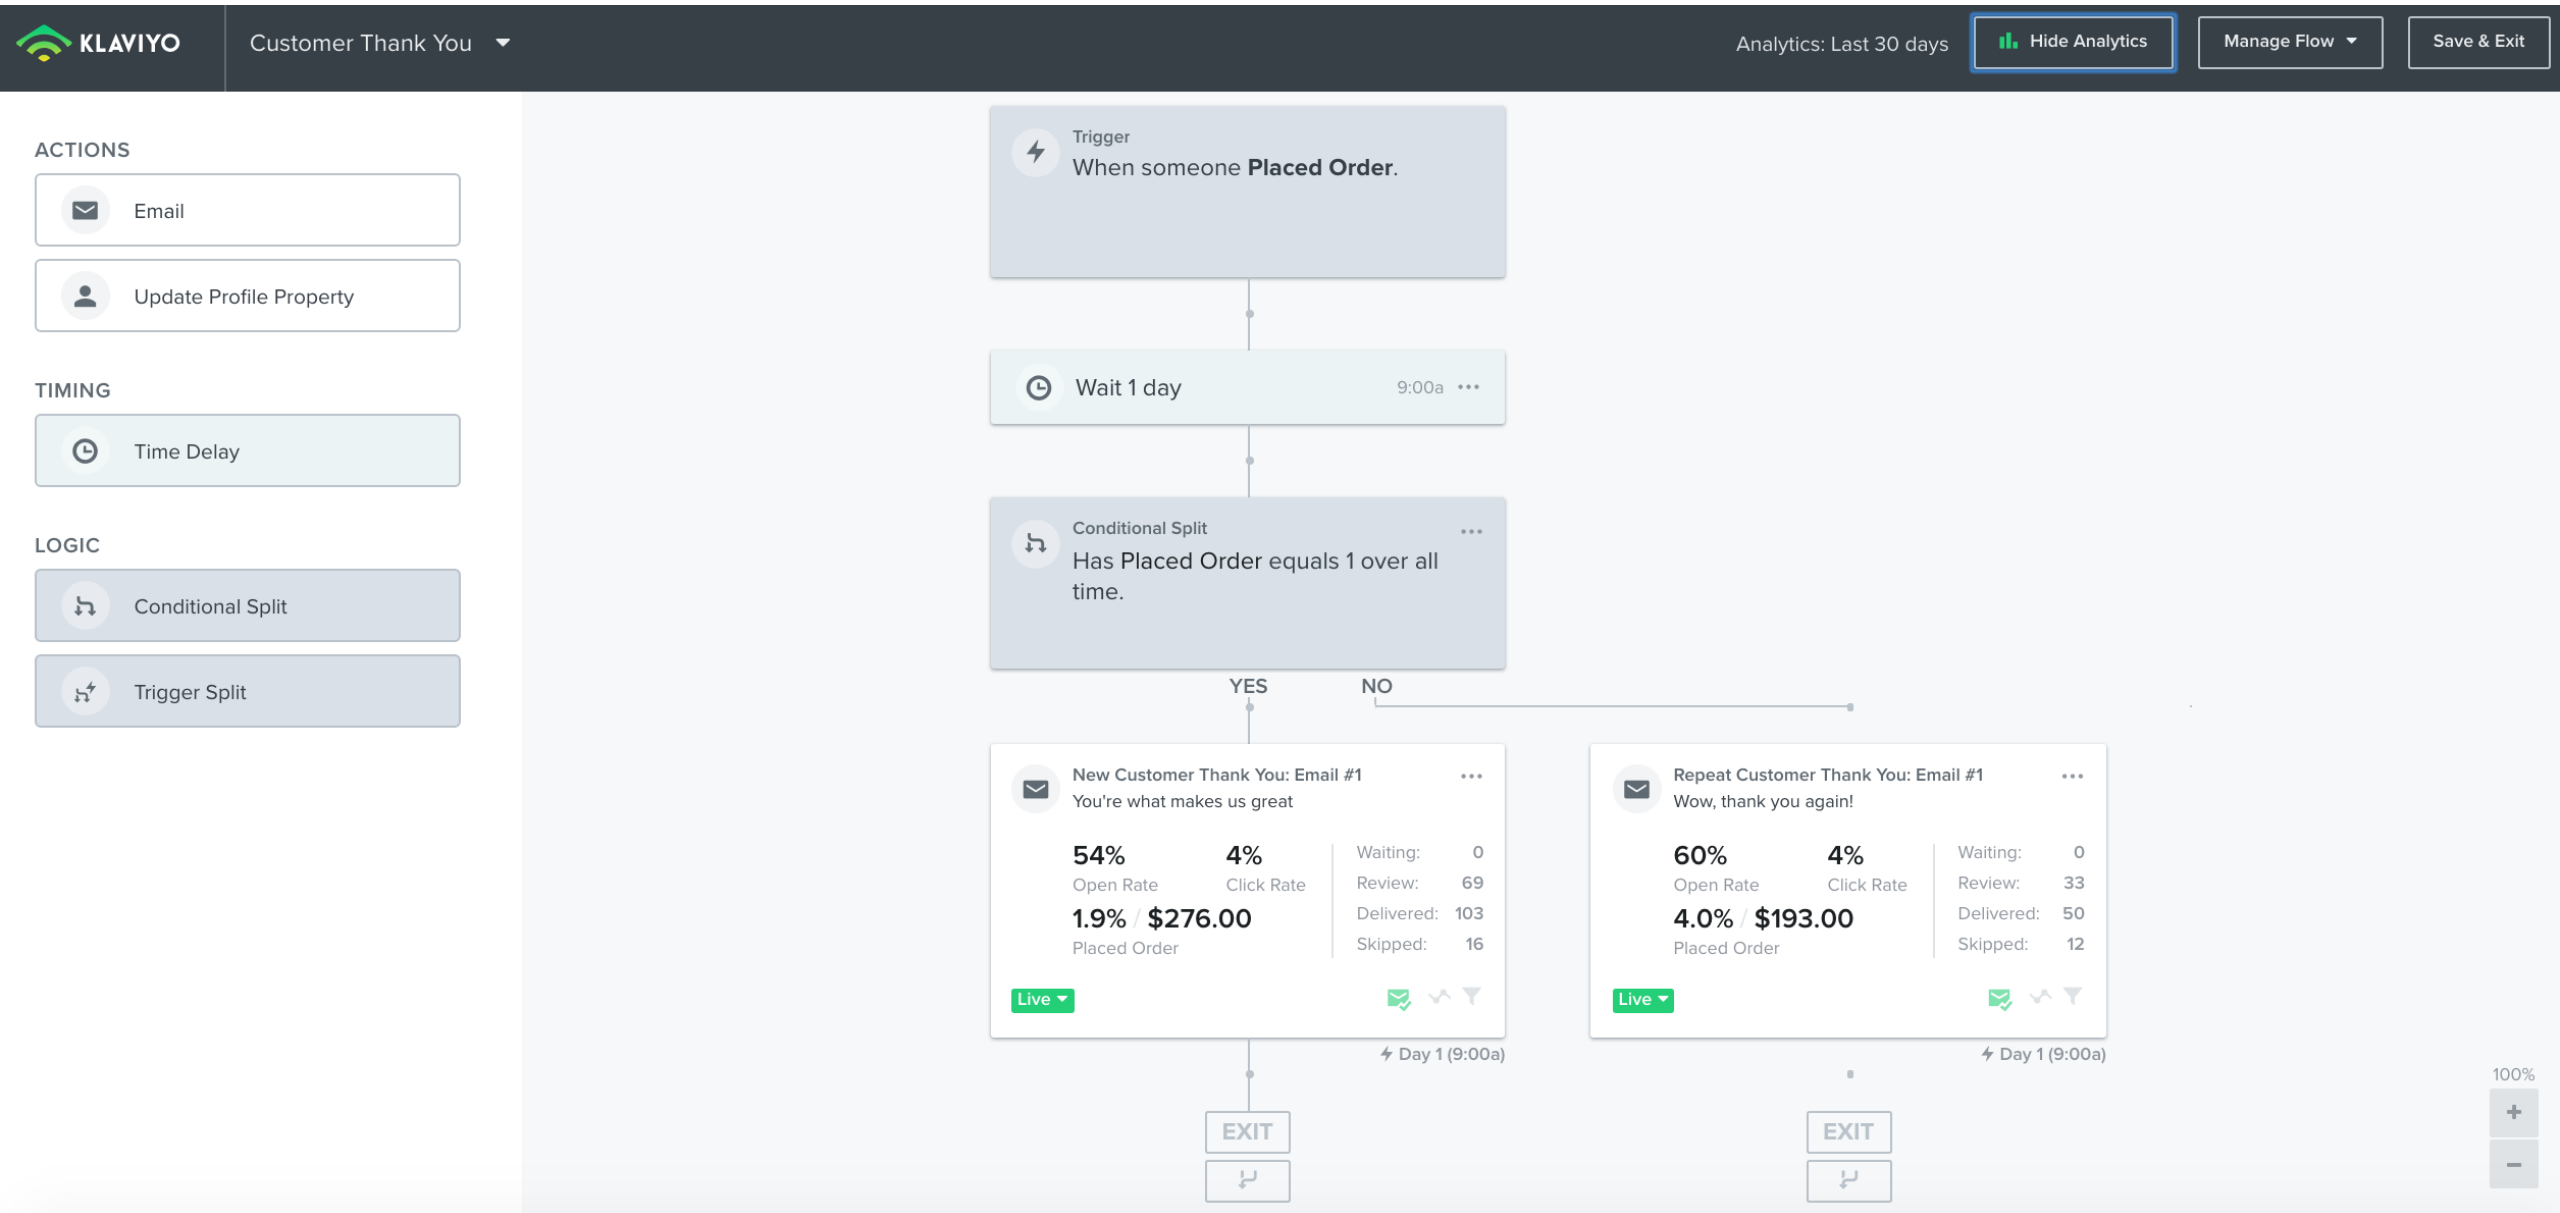 KLAVIYO
Customer Thank You
Analytics: Last 30 days
Hide Analytics
Manage Flow
Save & Exit
ACTIONS
Email
Update Profile Property
TIMING
Time Delay
LOGIC
Conditional Split
Trigger Split
Trigger
When someone Placed Order.
Wait 1 day
9:00a
Conditional Split
Has Placed Order equals 1 over all
time.
YES
NO
New Customer Thank You: Email #1
You're what makes us great
54%
Open Rate
4%
Click Rate
1.9% / $276.00
Placed Order
Waiting: 0
Review: 69
Delivered: 103
Skipped: 16
Live
Day 1 (9:00a)
EXIT
Repeat Customer Thank You: Email #1
Wow, thank you again!
60%
Open Rate
4%
Click Rate
4.0% / $193.00
Placed Order
Waiting: 0
Review: 33
Delivered: 50
Skipped: 12
Live
Day 1 (9:00a)
EXIT
100%
+
−